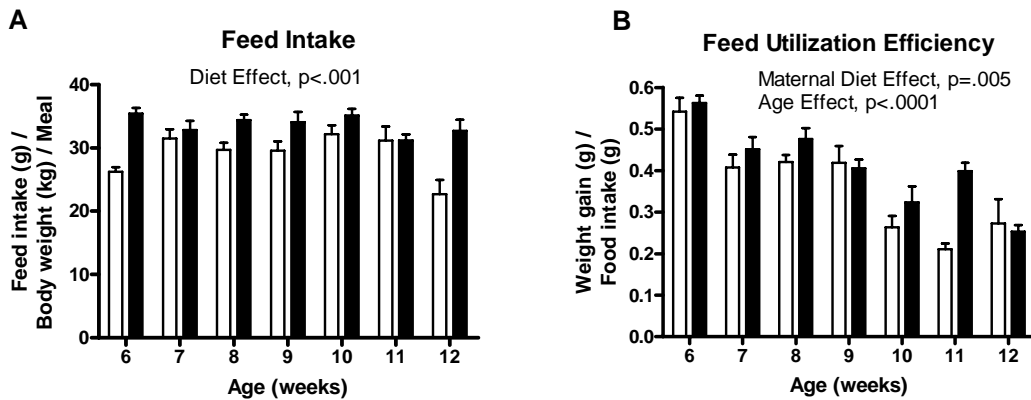 A
Feed Intake
Diet Effect, p<.001
Feed intake (g) /
Body weight (kg) / Meal
40
30
20
10
0
6 7 8 9 10 11 12
Age (weeks)
B
Feed Utilization Efficiency
Maternal Diet Effect, p=.005
Age Effect, p<.0001
Weight gain (g) /
Food intake (g)
0.6
0.5
0.4
0.3
0.2
0.1
0.0
6 7 8 9 10 11 12
Age (weeks)